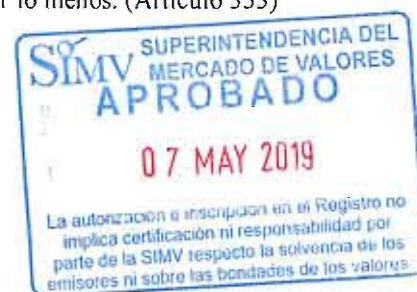 lo menos. (Artículo 353)
SIMV SUPERINTENDENCIA DEL
MERCADO DE VALORES
APROBADO
07 MAY 2019
La autorización e inscripción en el Registro no
implica certificación ni responsabilidad por
parte de la SIMV respecto la solvencia de los
emisores ni sobre las bondades de los valores.